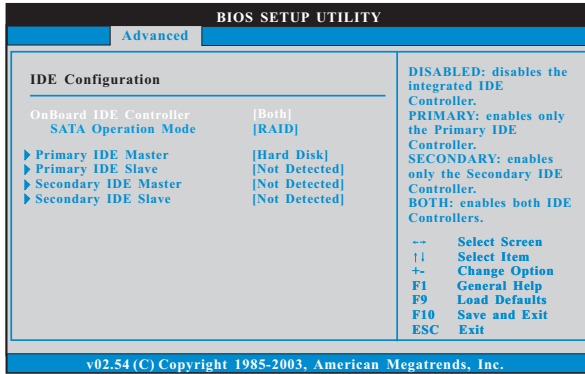 BIOS SETUP UTILITY
Advanced
IDE Configuration
OnBoard IDE Controller [Both]
SATA Operation Mode [RAID]
Primary IDE Master [Hard Disk]
Primary IDE Slave [Not Detected]
Secondary IDE Master [Not Detected]
Secondary IDE Slave [Not Detected]
DISABLED: disables the
integrated IDE
Controller.
PRIMARY: enables only
the Primary IDE
Controller.
SECONDARY: enables
only the Secondary IDE
Controller.
BOTH: enables both IDE
Controllers.
←→ Select Screen
↑↓ Select Item
+- Change Option
F1 General Help
F9 Load Defaults
F10 Save and Exit
ESC Exit
v02.54 (C) Copyright 1985-2003, American Megatrends, Inc.